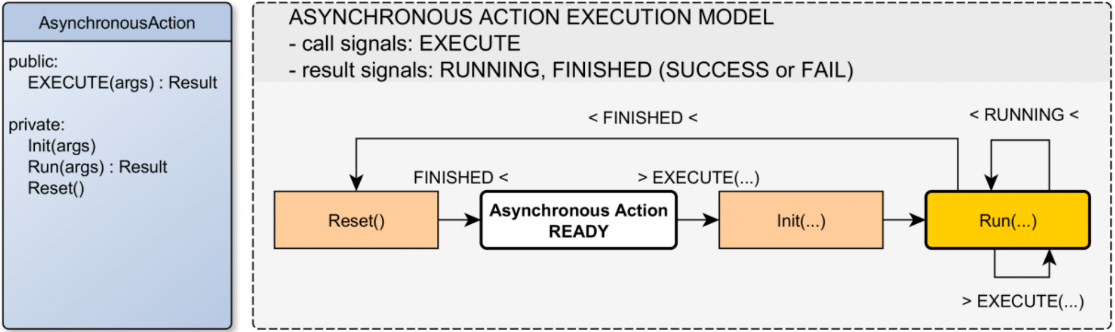 AsynchronousAction
public:
EXECUTE(args) : Result
private:
Init(args)
Run(args) : Result
Reset()
ASYNCHRONOUS ACTION EXECUTION MODEL
- call signals: EXECUTE
- result signals: RUNNING, FINISHED (SUCCESS or FAIL)
< FINISHED <
< RUNNING <
FINISHED <
> EXECUTE(...)
Reset()
Asynchronous Action
READY
Init(...)
Run(...)
> EXECUTE(...)